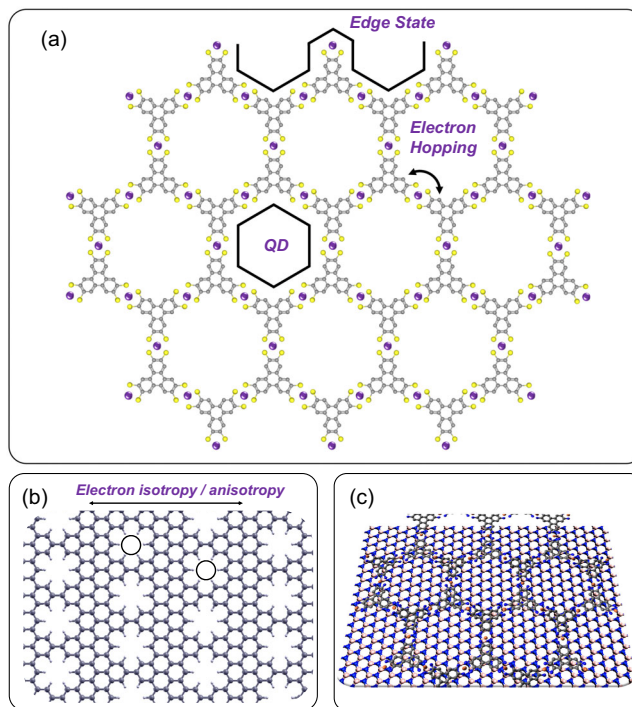 (a)
Edge State
Electron
Hopping
QD
(b)
Electron isotropy / anisotropy
(c)